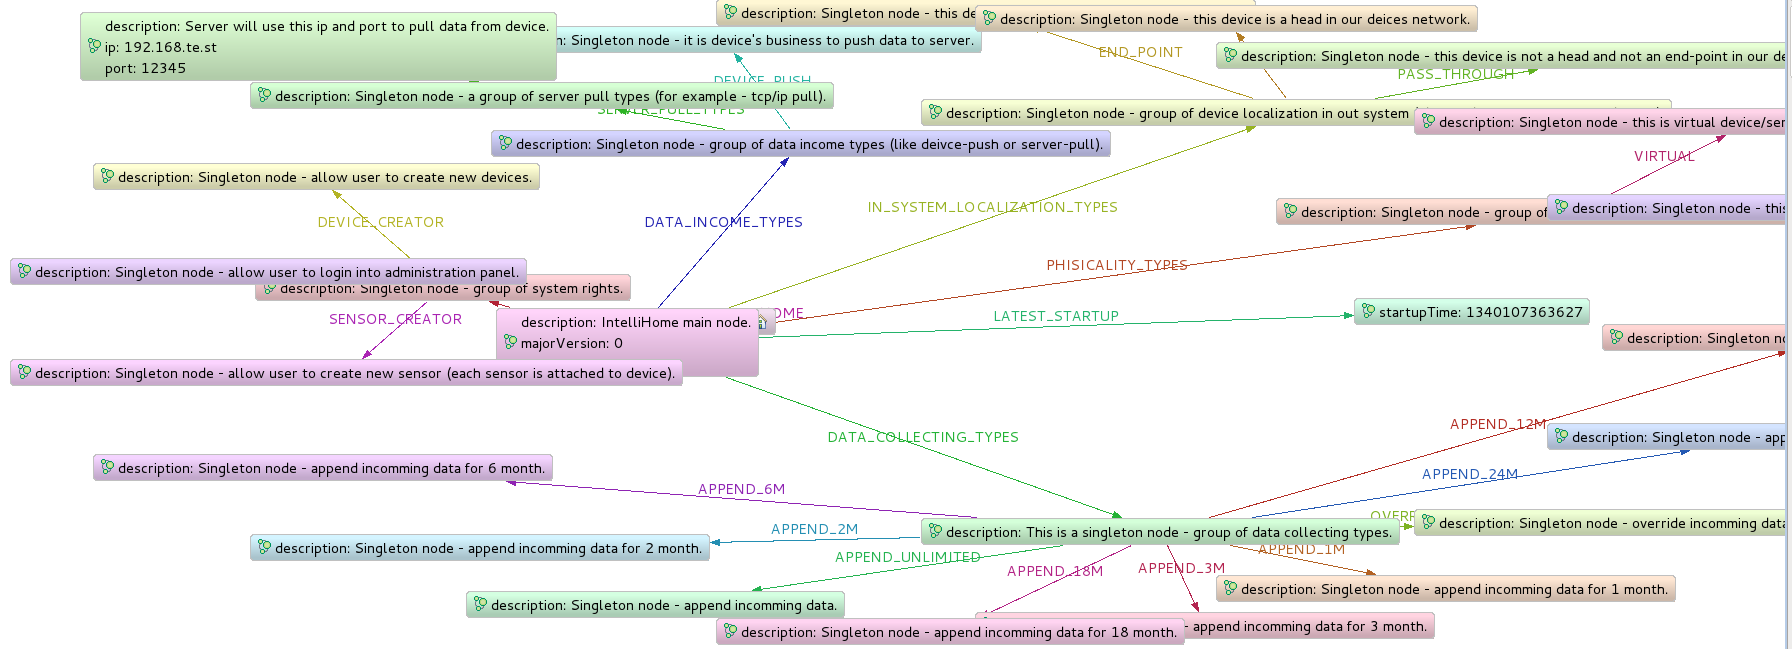 description: Singleton node - this de
description: Singleton node - this device is a head in our deices network.
description: Server will use this ip and port to pull data from device.
ip: 192.168.te.st
port: 12345
n: Singleton node - it is device's business to push data to server.
END_POINT
description: Singleton node - this device is not a head and not an end-point in our de
PASS_THROUGH
DEVICE_PUSH
description: Singleton node - a group of server pull types (for example - tcp/ip pull).
SERVER_PULL_TYPES
description: Singleton node - group of device localization in out system
description: Singleton node - this is virtual device/ser
description: Singleton node - group of data income types (like deivce-push or server-pull).
VIRTUAL
description: Singleton node - allow user to create new devices.
DEVICE_CREATOR
DATA_INCOME_TYPES
IN_SYSTEM_LOCALIZATION_TYPES
description: Singleton node - group of
description: Singleton node - this
PHISICALITY_TYPES
description: Singleton node - allow user to login into administration panel.
description: Singleton node - group of system rights.
SENSOR_CREATOR
description: IntelliHome main node.
majorVersion: 0
OME
LATEST_STARTUP
startupTime: 1340107363627
description: Singleton no
description: Singleton node - allow user to create new sensor (each sensor is attached to device).
DATA_COLLECTING_TYPES
APPEND_12M
description: Singleton node - app
description: Singleton node - append incomming data for 6 month.
APPEND_6M
APPEND_24M
APPEND_2M
description: This is a singleton node - group of data collecting types.
OVERR
description: Singleton node - override incomming data
description: Singleton node - append incomming data for 2 month.
APPEND_UNLIMITED
APPEND_18M
APPEND_3M
APPEND_1M
description: Singleton node - append incomming data for 1 month.
description: Singleton node - append incomming data.
description: Singleton node - append incomming data for 18 month.
- append incomming data for 3 month.